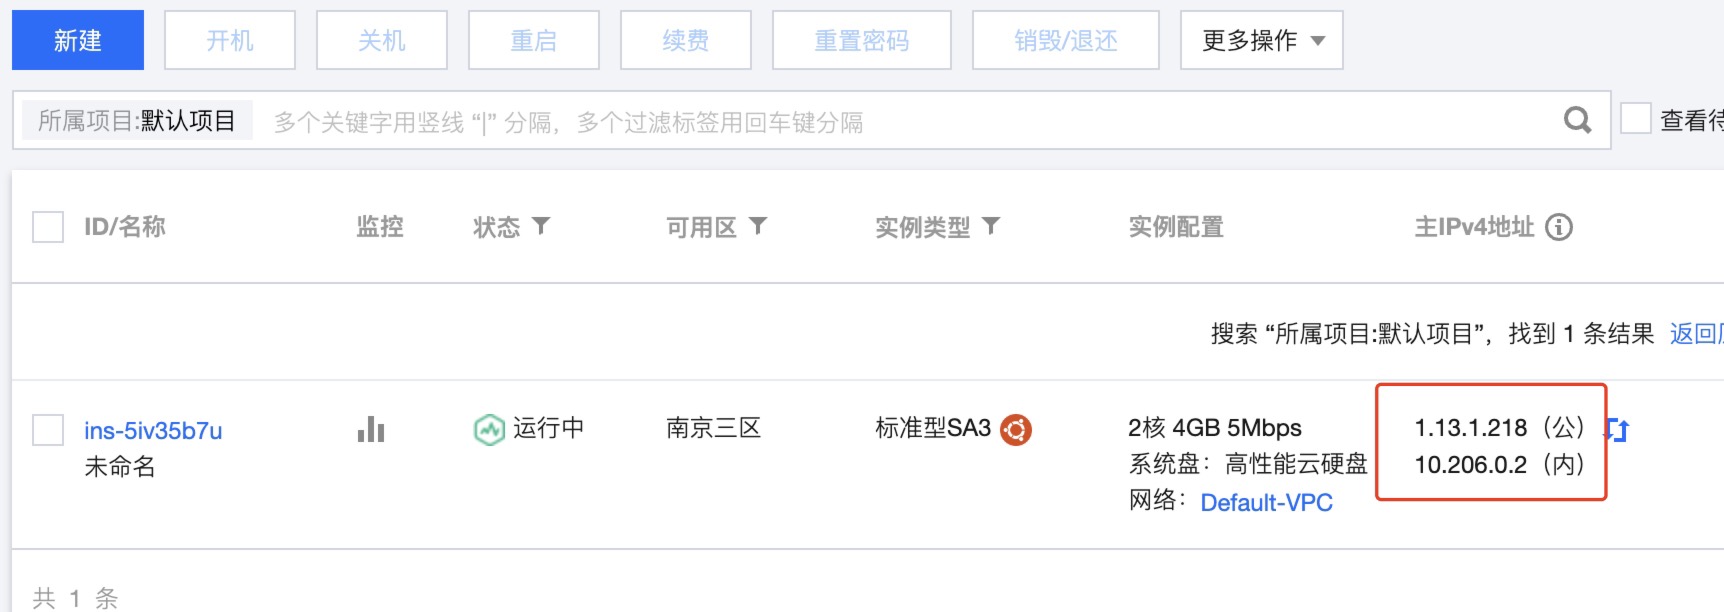 新建 开机 关机 重启 续费 重置密码 销毁/退还 更多操作
所属项目:默认项目 多个关键字用竖线 “|” 分隔，多个过滤标签用回车键分隔 查看待
ID/名称 监控 状态 可用区 实例类型 实例配置 主IPv4地址
搜索 “所属项目:默认项目”，找到 1 条结果 返回
ins-5iv35b7u 运行中 南京三区 标准型SA3 2核 4GB 5Mbps 1.13.1.218（公）
未命名 系统盘：高性能云硬盘 10.206.0.2（内）
网络：Default-VPC
共 1 条